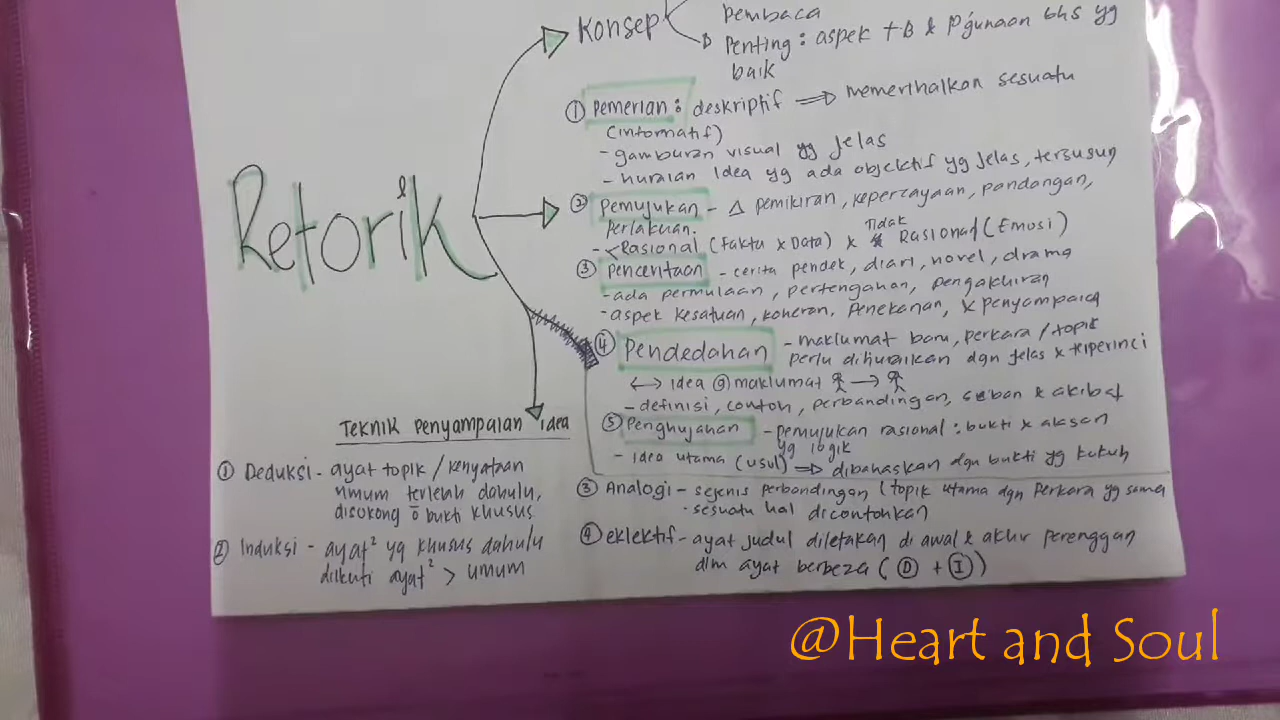 Retorik
Konsep
pembaca
Penting : aspek tB & p'gunaan bhs yg
baik
① Pemerian : deskriptif ⇒ memerihalkan sesuatu
(informatif)
- gambaran visual yg jelas
- huraian idea yg ada objektif yg jelas, tersusun
② Pemujukan - Δ pemikiran, kepercayaan, pandangan,
perlakuan.
- < Rasional (fakta x Data) x Tidak Rasional (Emosi)
③ Penceritaan - cerita pendek, diari, novel, drama
- ada permulaan, pertengahan, pengakhiran
- aspek kesatuan, koheran, penekanan, x penyampaian
④ Pendedahan - maklumat baru, perkara / topik
perlu dihuraikan dgn jelas x terperinci
↔ idea @ maklumat → 
- definisi, contoh, perbandingan, sebab & akibat
⑤ Penghujahan - pemujukan rasional : bukti x alasan
yg logik
- idea utama (usul) ⇒ dibahaskan dgn bukti yg kukuh
Teknik Penyampaian idea
① Deduksi - ayat topik / kenyataan
umum terlebih dahulu,
disokong ō bukti khusus.
② Induksi - ayat² yg khusus dahulu
diikuti ayat² > umum
③ Analogi - sejenis perbandingan (topik utama dgn perkara yg sama
- sesuatu hal dicontohkan
④ eklektif - ayat judul diletakan di awal & akhir perenggan
dlm ayat berbeza (Ⓓ + Ⓘ)
@Heart and Soul